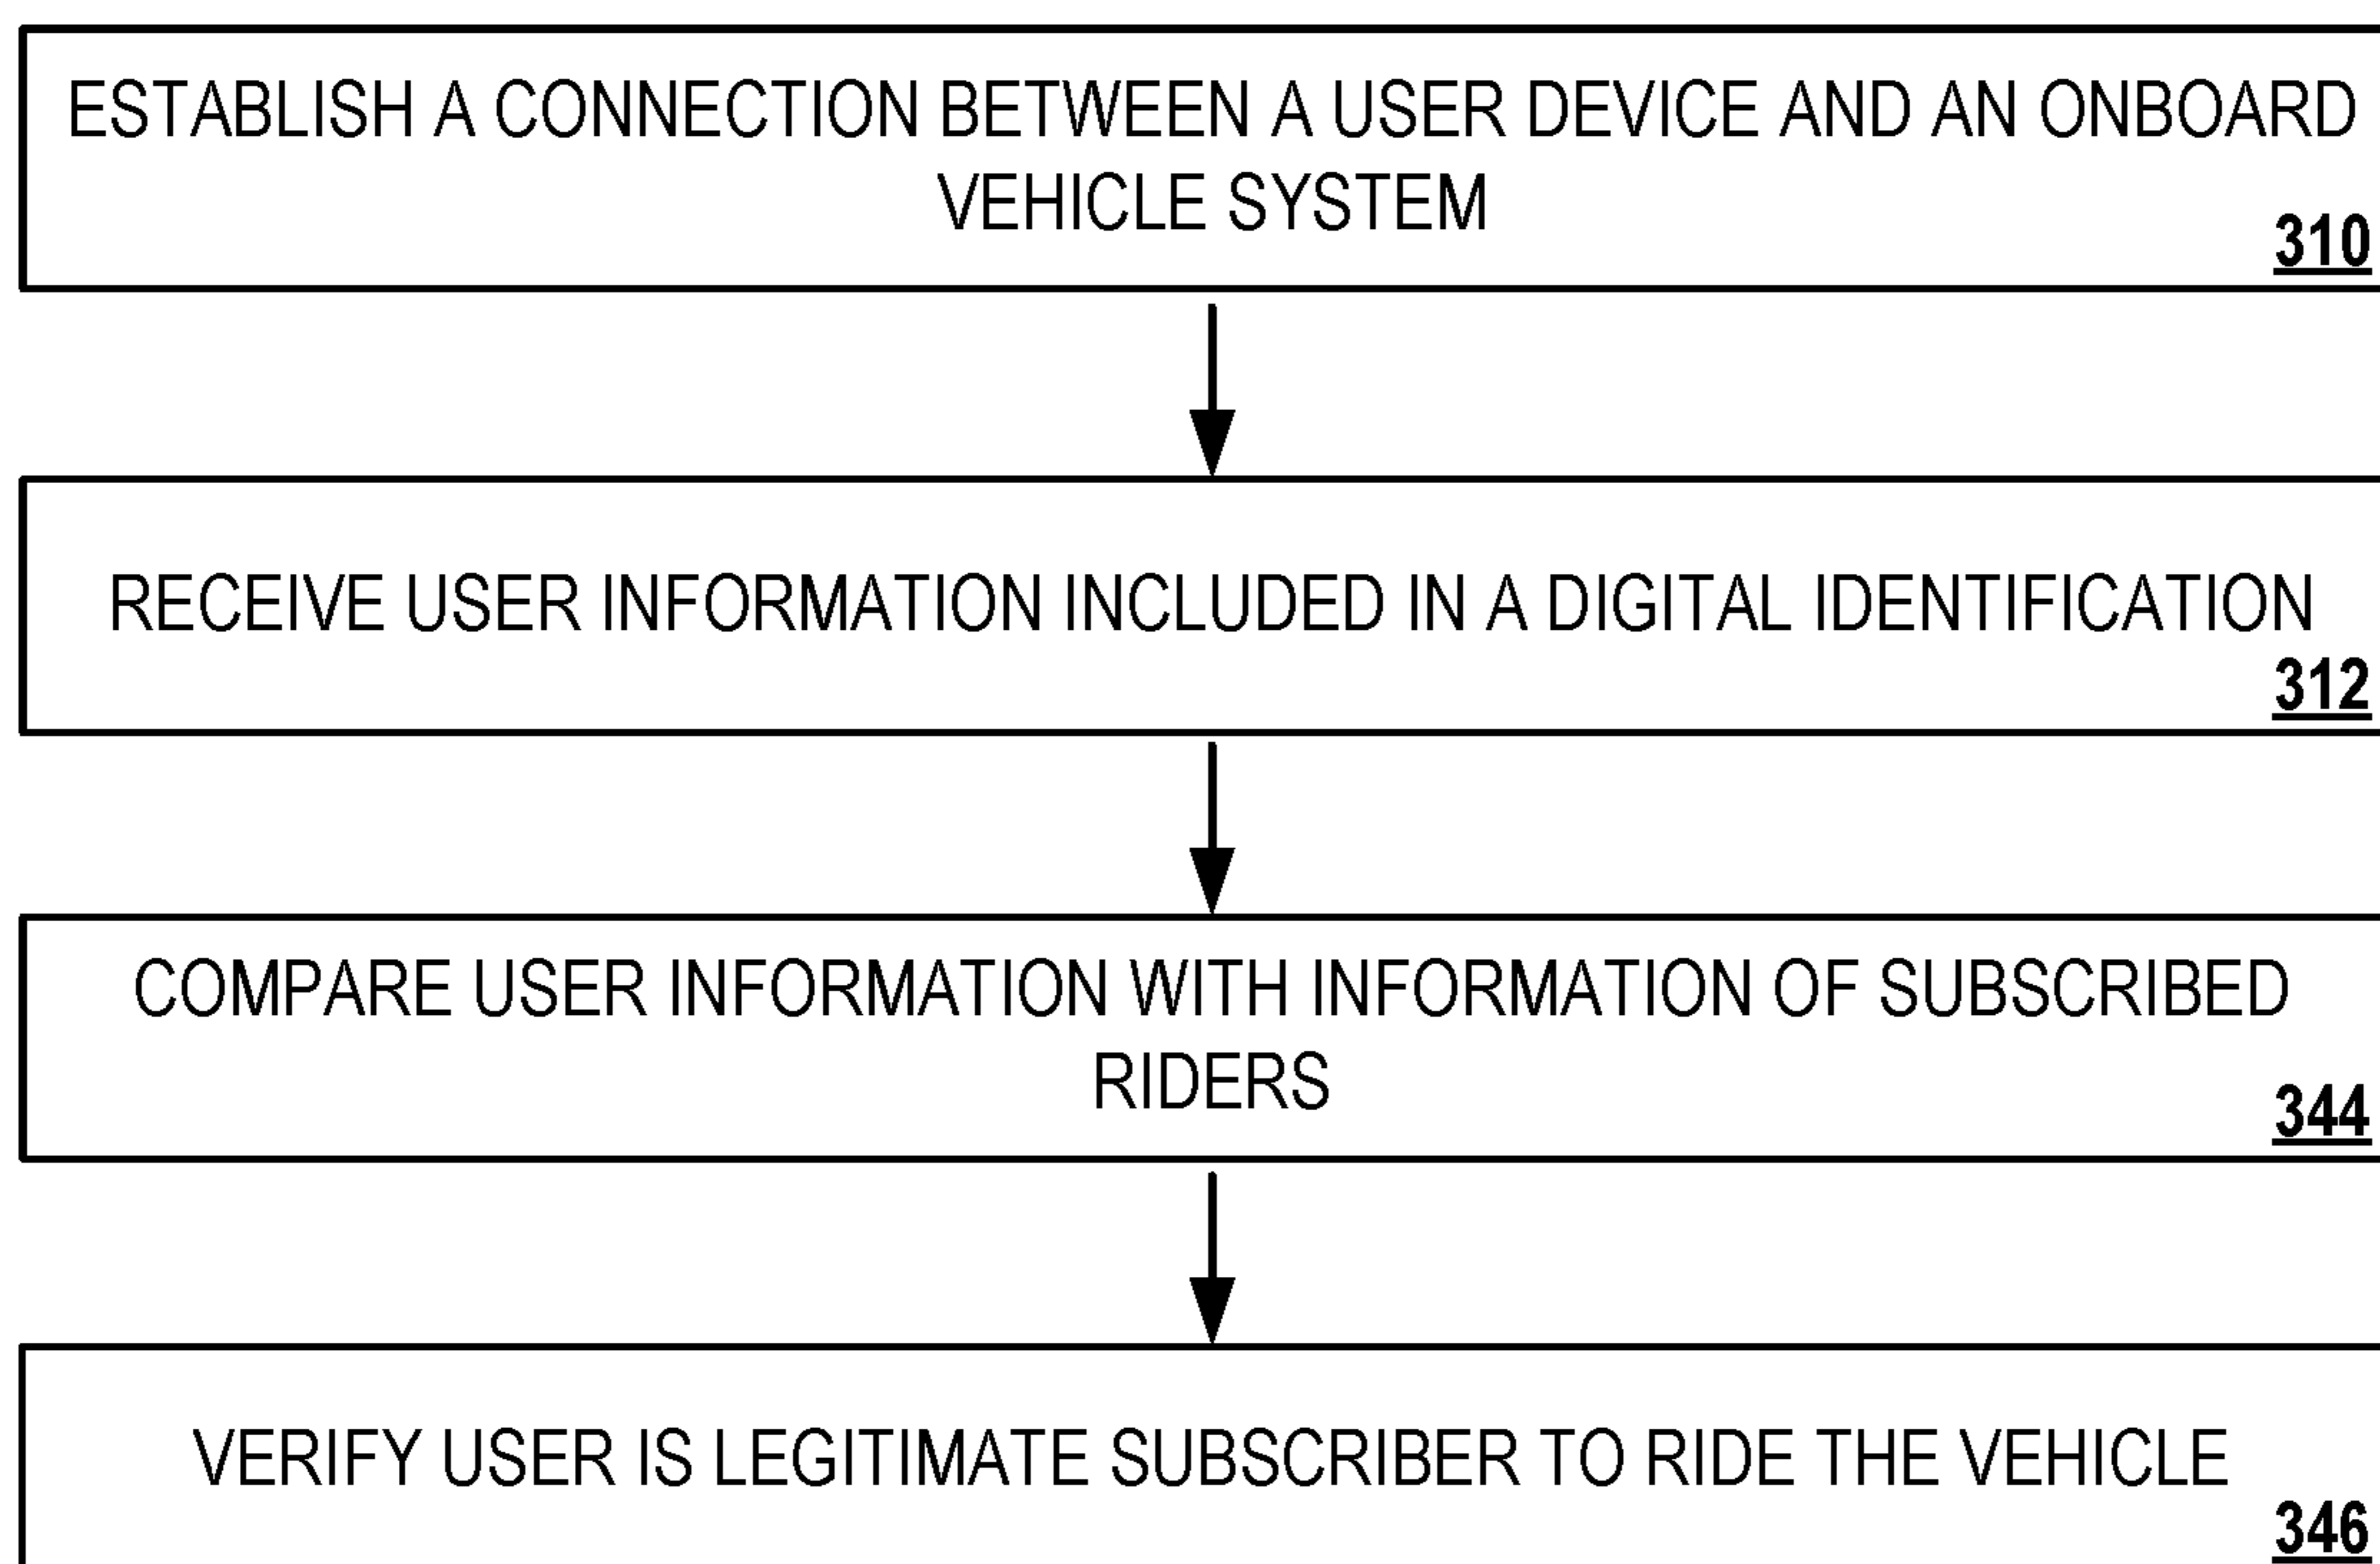 ESTABLISH A CONNECTION BETWEEN A USER DEVICE AND AN ONBOARD
VEHICLE SYSTEM
310
RECEIVE USER INFORMATION INCLUDED IN A DIGITAL IDENTIFICATION
312
COMPARE USER INFORMATION WITH INFORMATION OF SUBSCRIBED
RIDERS
344
VERIFY USER IS LEGITIMATE SUBSCRIBER TO RIDE THE VEHICLE
346